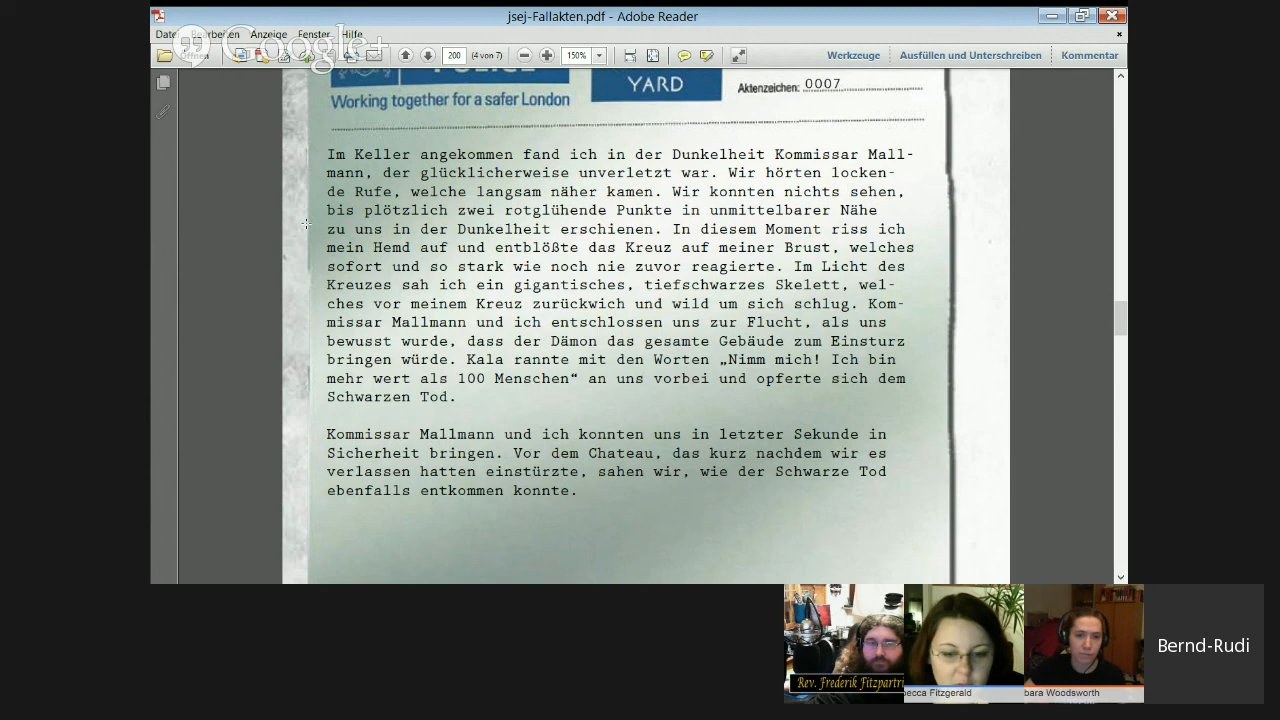 jsej-Fallakten.pdf - Adobe Reader
Datei Bearbeiten Anzeige Fenster Hilfe
Google+
Öffnen
200 (4 von 7)
150%
Werkzeuge
Ausfüllen und Unterschreiben
Kommentar
Working together for a safer London
YARD
Aktenzeichen: 0007
Im Keller angekommen fand ich in der Dunkelheit Kommissar Mall-
mann, der glücklicherweise unverletzt war. Wir hörten locken-
de Rufe, welche langsam näher kamen. Wir konnten nichts sehen,
bis plötzlich zwei rotglühende Punkte in unmittelbarer Nähe
zu uns in der Dunkelheit erschienen. In diesem Moment riss ich
mein Hemd auf und entblößte das Kreuz auf meiner Brust, welches
sofort und so stark wie noch nie zuvor reagierte. Im Licht des
Kreuzes sah ich ein gigantisches, tiefschwarzes Skelett, wel-
ches vor meinem Kreuz zurückwich und wild um sich schlug. Kom-
missar Mallmann und ich entschlossen uns zur Flucht, als uns
bewusst wurde, dass der Dämon das gesamte Gebäude zum Einsturz
bringen würde. Kala rannte mit den Worten „Nimm mich! Ich bin
mehr wert als 100 Menschen“ an uns vorbei und opferte sich dem
Schwarzen Tod.
Kommissar Mallmann und ich konnten uns in letzter Sekunde in
Sicherheit bringen. Vor dem Chateau, das kurz nachdem wir es
verlassen hatten einstürzte, sahen wir, wie der Schwarze Tod
ebenfalls entkommen konnte.
Rev. Frederik Fitzpatri
ecca Fitzgerald
bara Woodsworth
Bernd-Rudi